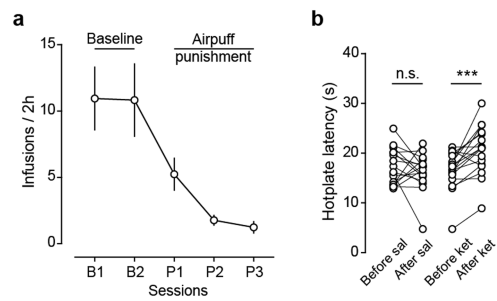 a
Baseline
Airpuff
punishment
15
10
5
0
Infusions / 2h
B1 B2 P1 P2 P3
Sessions
b
n.s. ***
40
30
20
10
0
Hotplate latency (s)
Before sal
After sal
Before ket
After ket